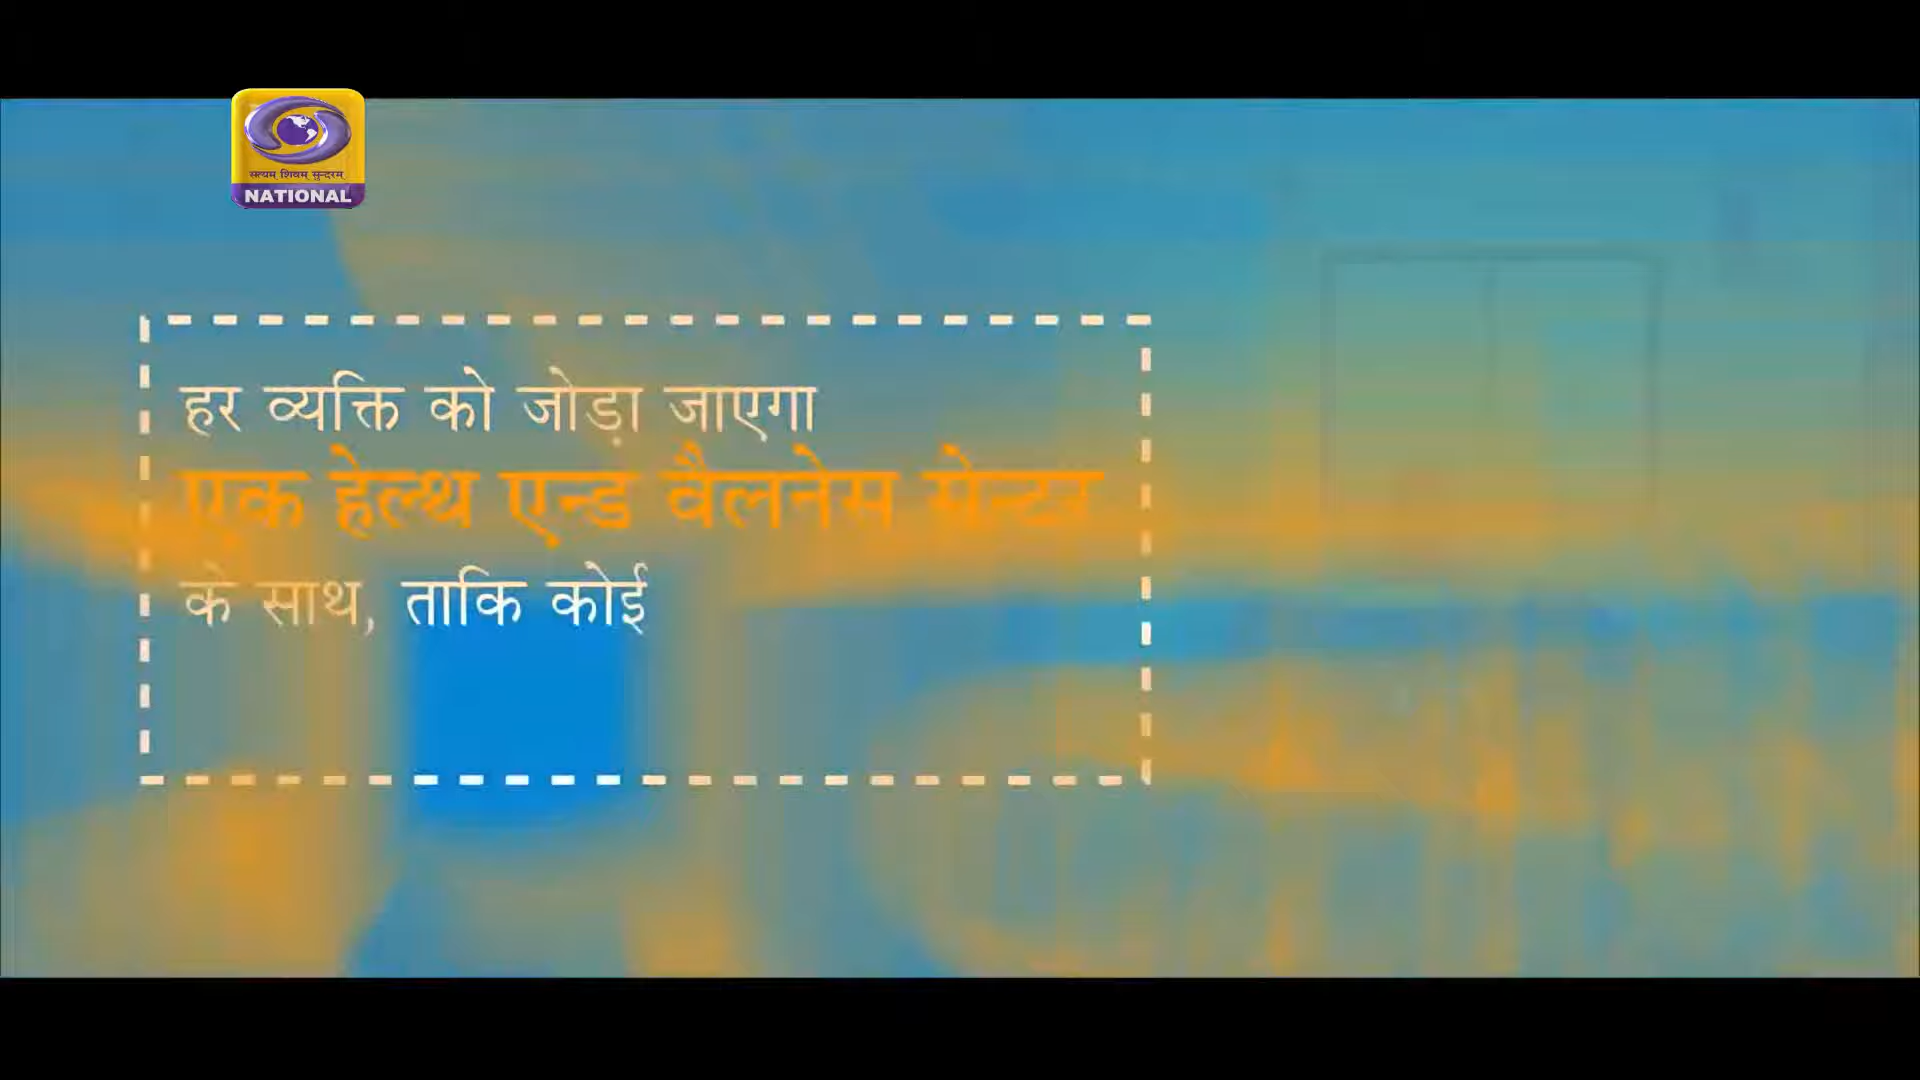 सत्यम् शिवम् सुन्दरम्
NATIONAL
हर व्यक्ति को जोड़ा जाएगा
एक हेल्थ एन्ड वैलनेस सेन्टर
के साथ, ताकि कोई